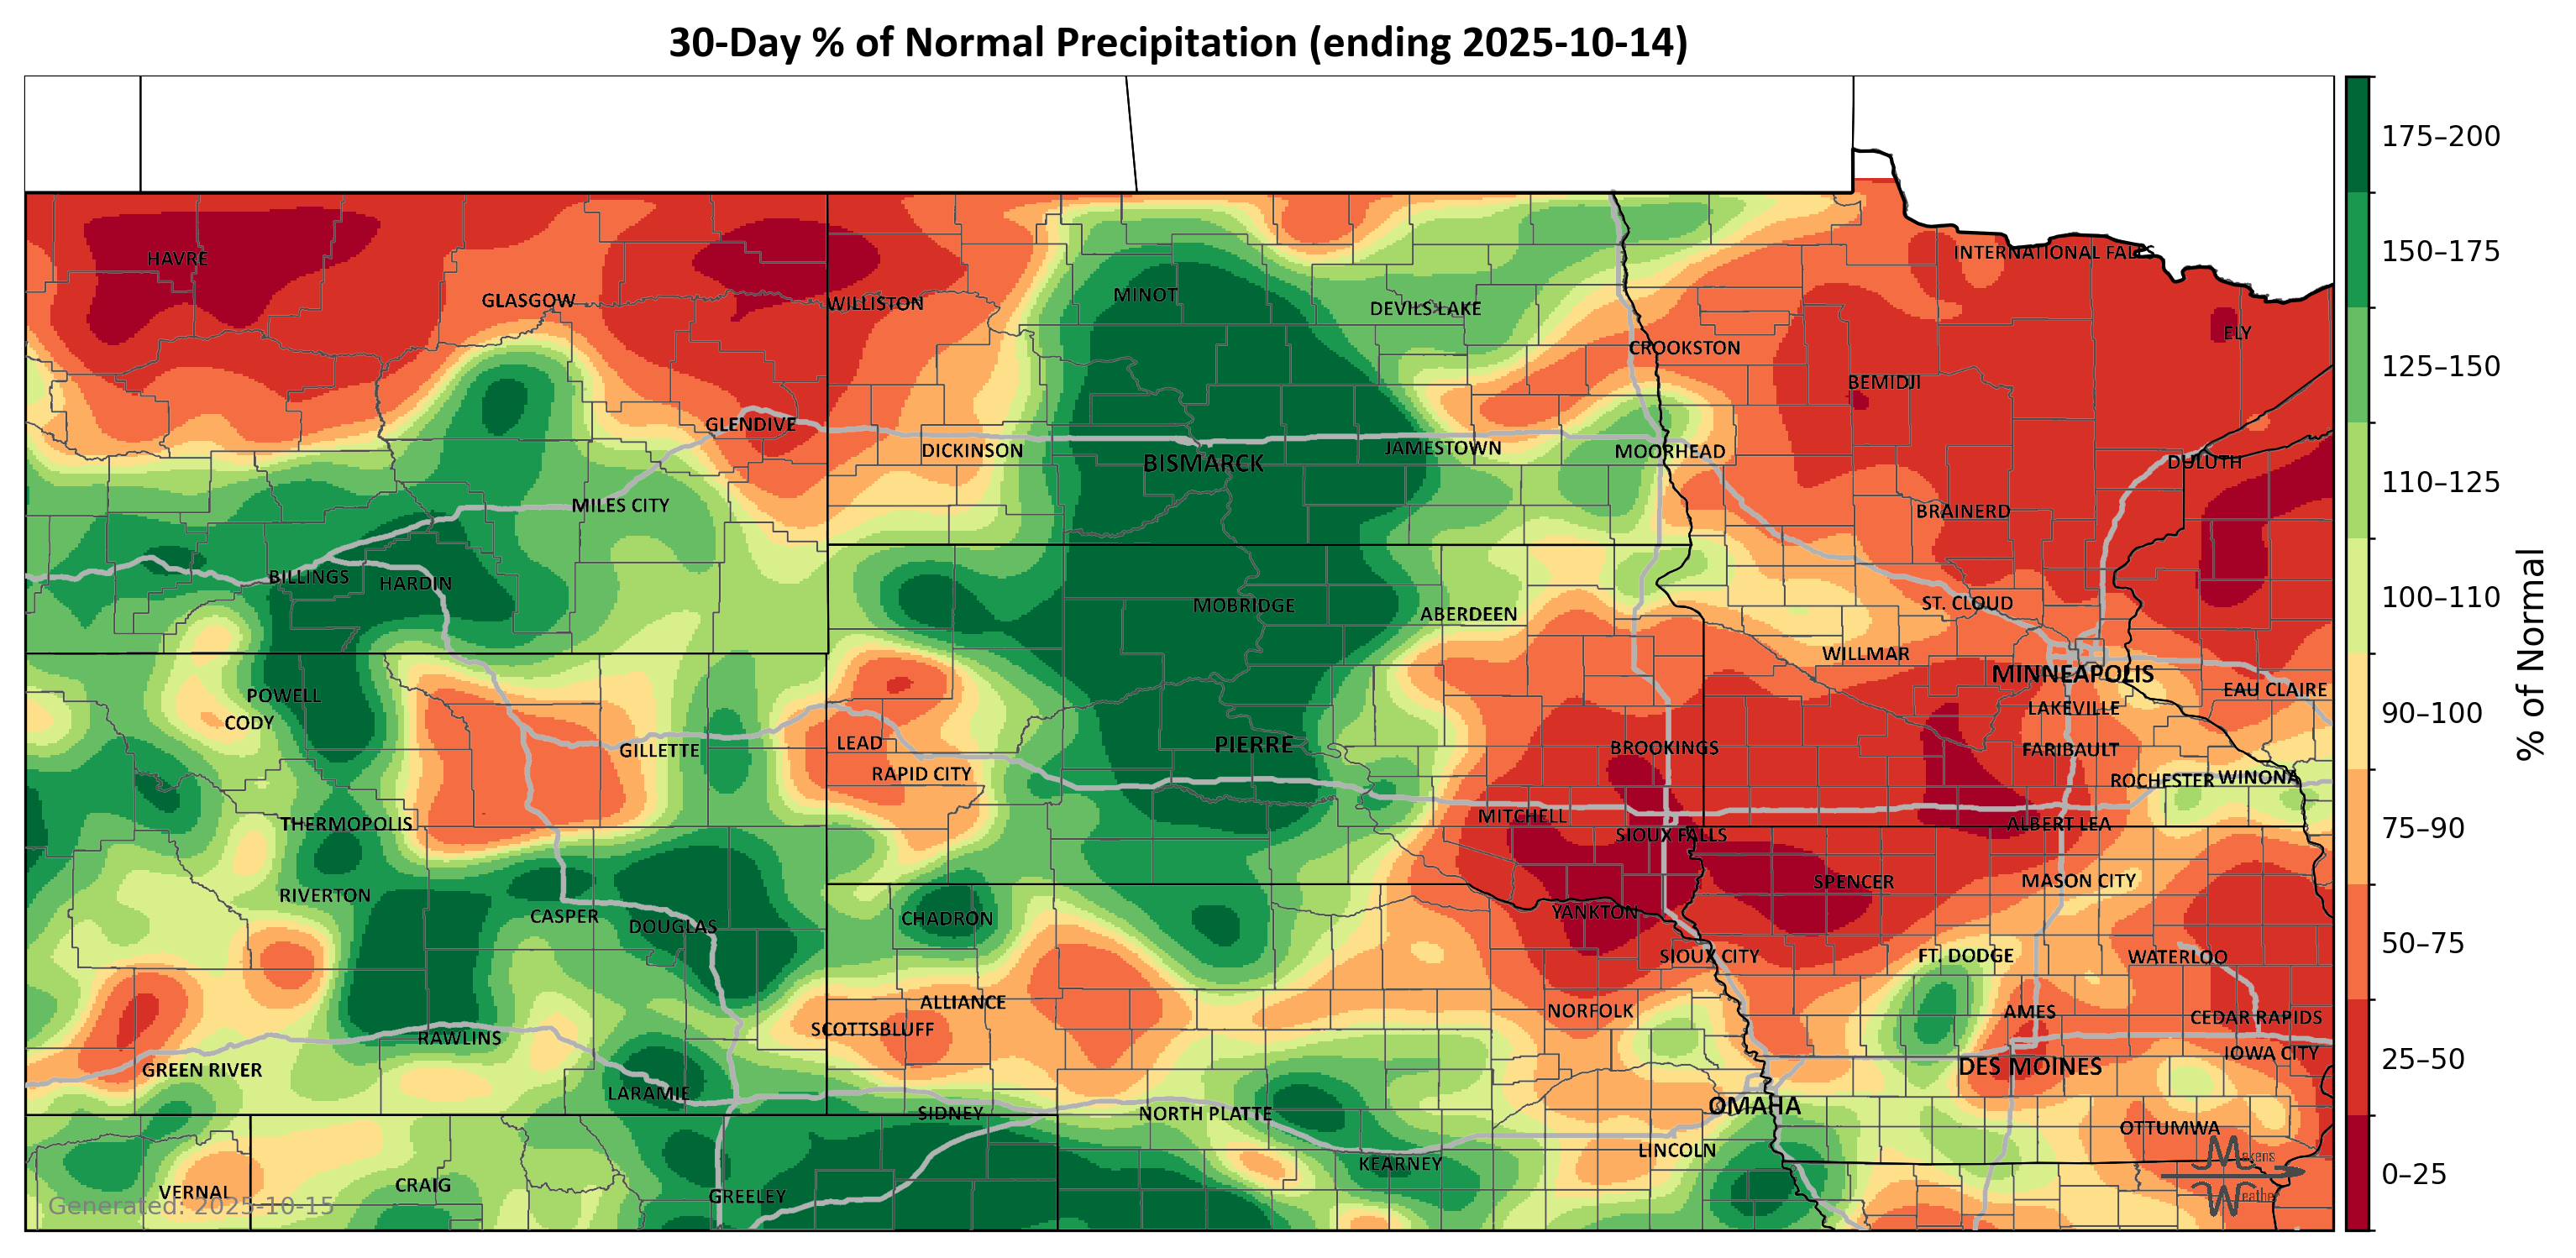 30-Day % of Normal Precipitation (ending 2025-10-14)
175–200
150–175
125–150
110–125
100–110
90–100
75–90
50–75
25–50
0–25
% of Normal
HAVRE
INTERNATIONAL FALLS
GLASGOW
WILLISTON
MINOT
DEVILS LAKE
ELY
CROOKSTON
BEMIDJI
GLENDIVE
DICKINSON
BISMARCK
JAMESTOWN
MOORHEAD
DULUTH
MILES CITY
BRAINERD
BILLINGS
HARDIN
MOBRIDGE
ABERDEEN
ST. CLOUD
WILLMAR
MINNEAPOLIS
EAU CLAIRE
POWELL
CODY
LAKEVILLE
GILLETTE
LEAD
RAPID CITY
PIERRE
BROOKINGS
FARIBAULT
ROCHESTER
WINONA
THERMOPOLIS
MITCHELL
SIOUX FALLS
ALBERT LEA
RIVERTON
CASPER
DOUGLAS
CHADRON
YANKTON
SPENCER
MASON CITY
SIOUX CITY
FT. DODGE
WATERLOO
ALLIANCE
SCOTTSBLUFF
NORFOLK
AMES
CEDAR RAPIDS
RAWLINS
GREEN RIVER
IOWA CITY
DES MOINES
LARAMIE
SIDNEY
NORTH PLATTE
OMAHA
OTTUMWA
LINCOLN
KEARNEY
VERNAL
CRAIG
GREELEY
Makens
Weather
Generated: 2025-10-15